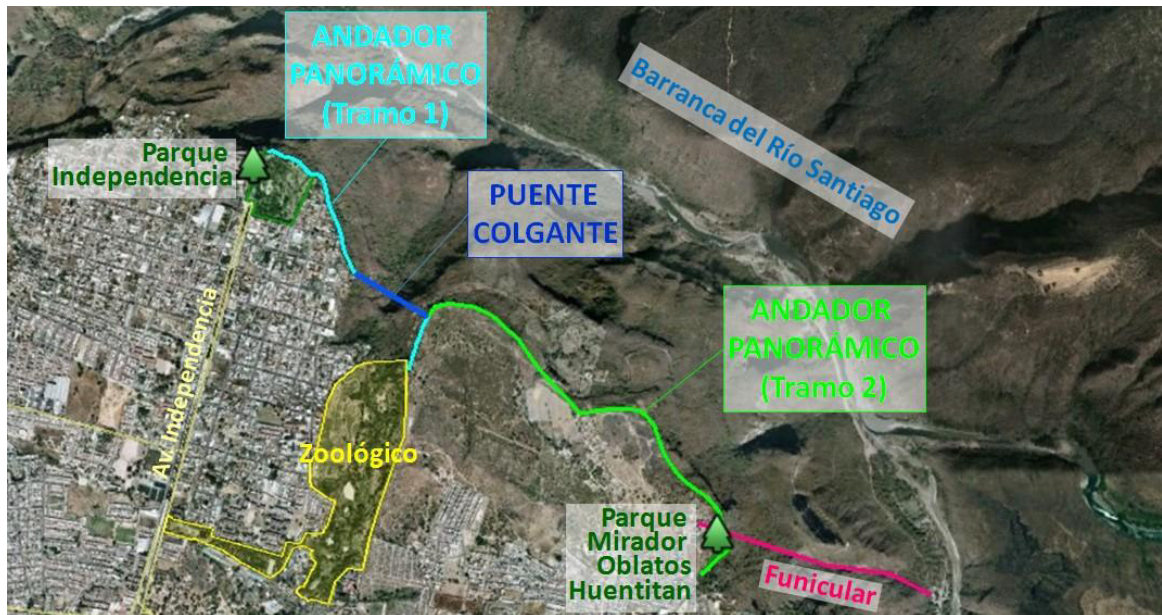 ANDADOR
PANORÁMICO
(Tramo 1)
Barranca del Río Santiago
Parque
Independencia
PUENTE
COLGANTE
ANDADOR
PANORÁMICO
(Tramo 2)
Av. Independencia
Zoológico
Parque
Mirador
Oblatos
Huentitan
Funicular